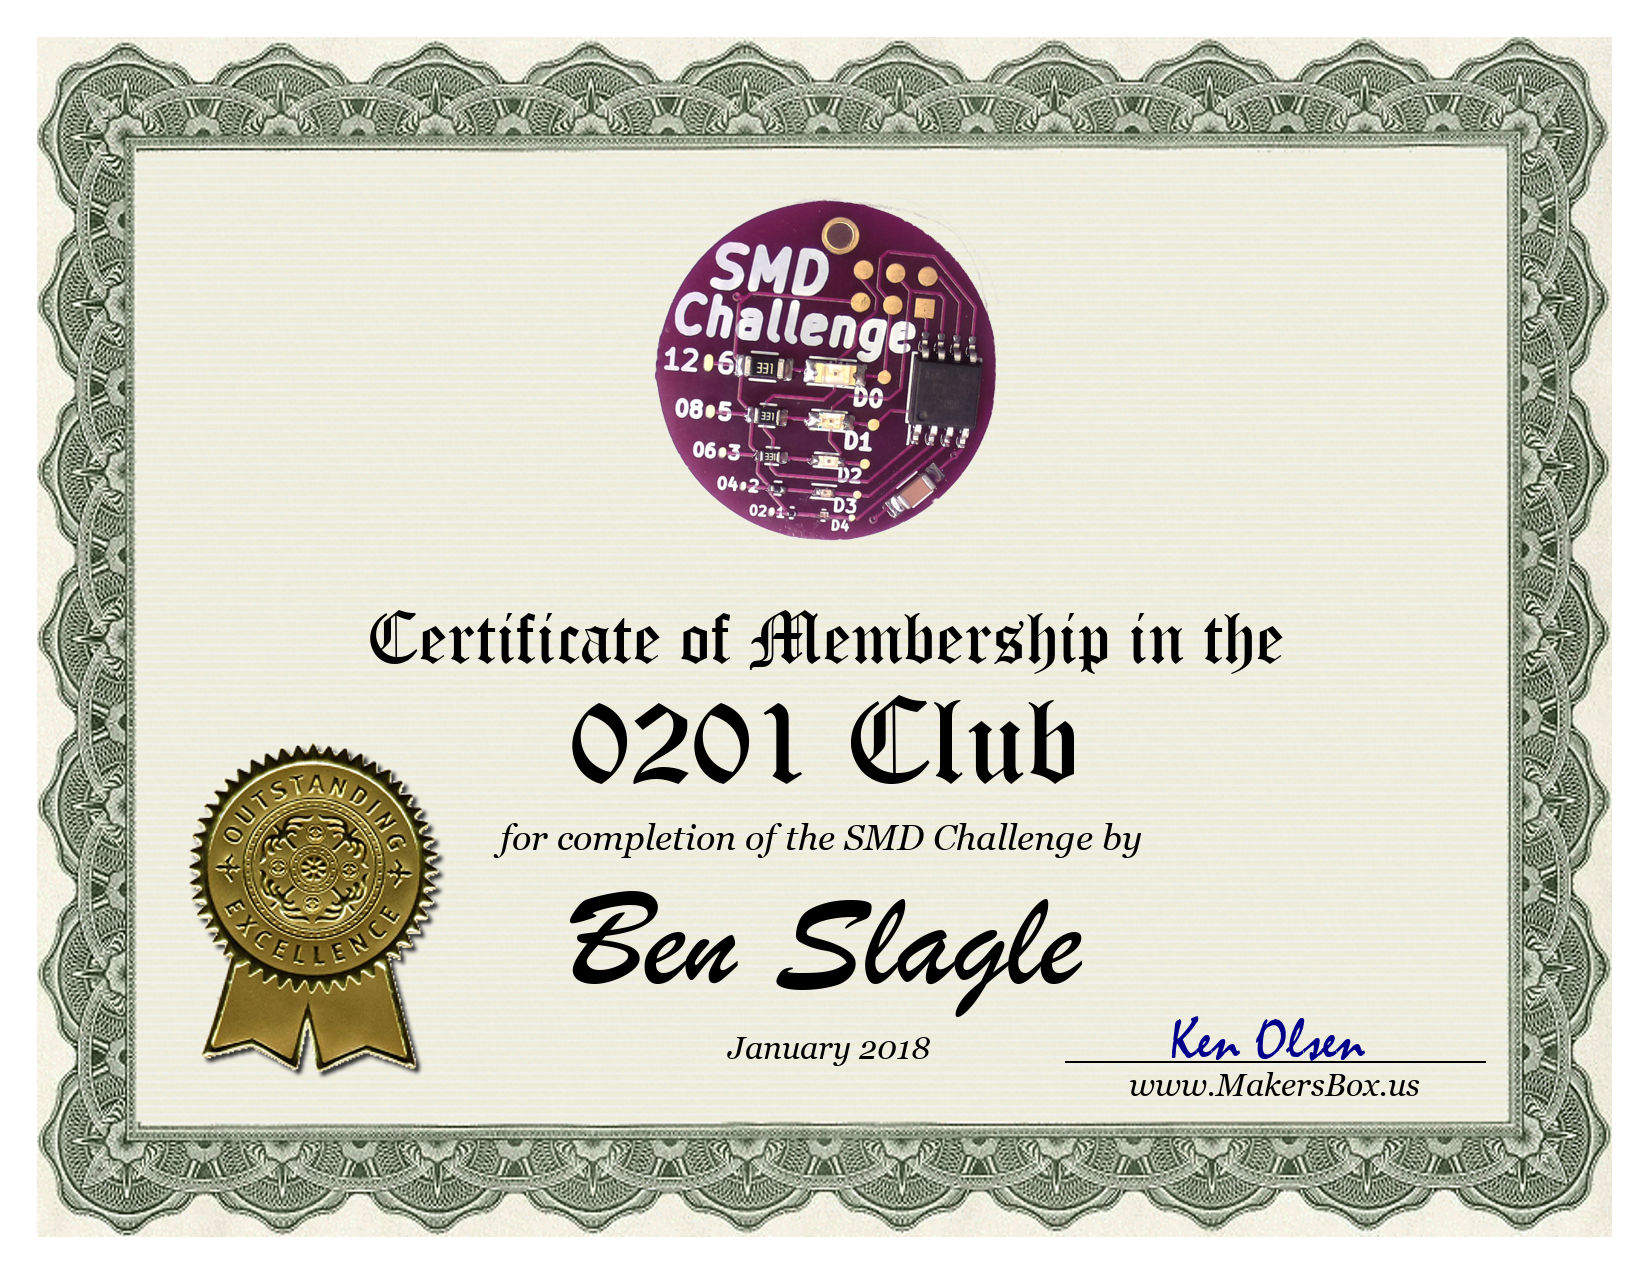 SMD
Challenge
12•6
331
D0
08•5
331
D1
06•3
331
D2
04•2
D3
02•1
D4
Certificate of Membership in the
0201 Club
for completion of the SMD Challenge by
Ben Slagle
OUTSTANDING
EXCELLENCE
January 2018
Ken Olsen
www.MakersBox.us